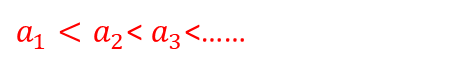 a₁ < a₂< a₃<......